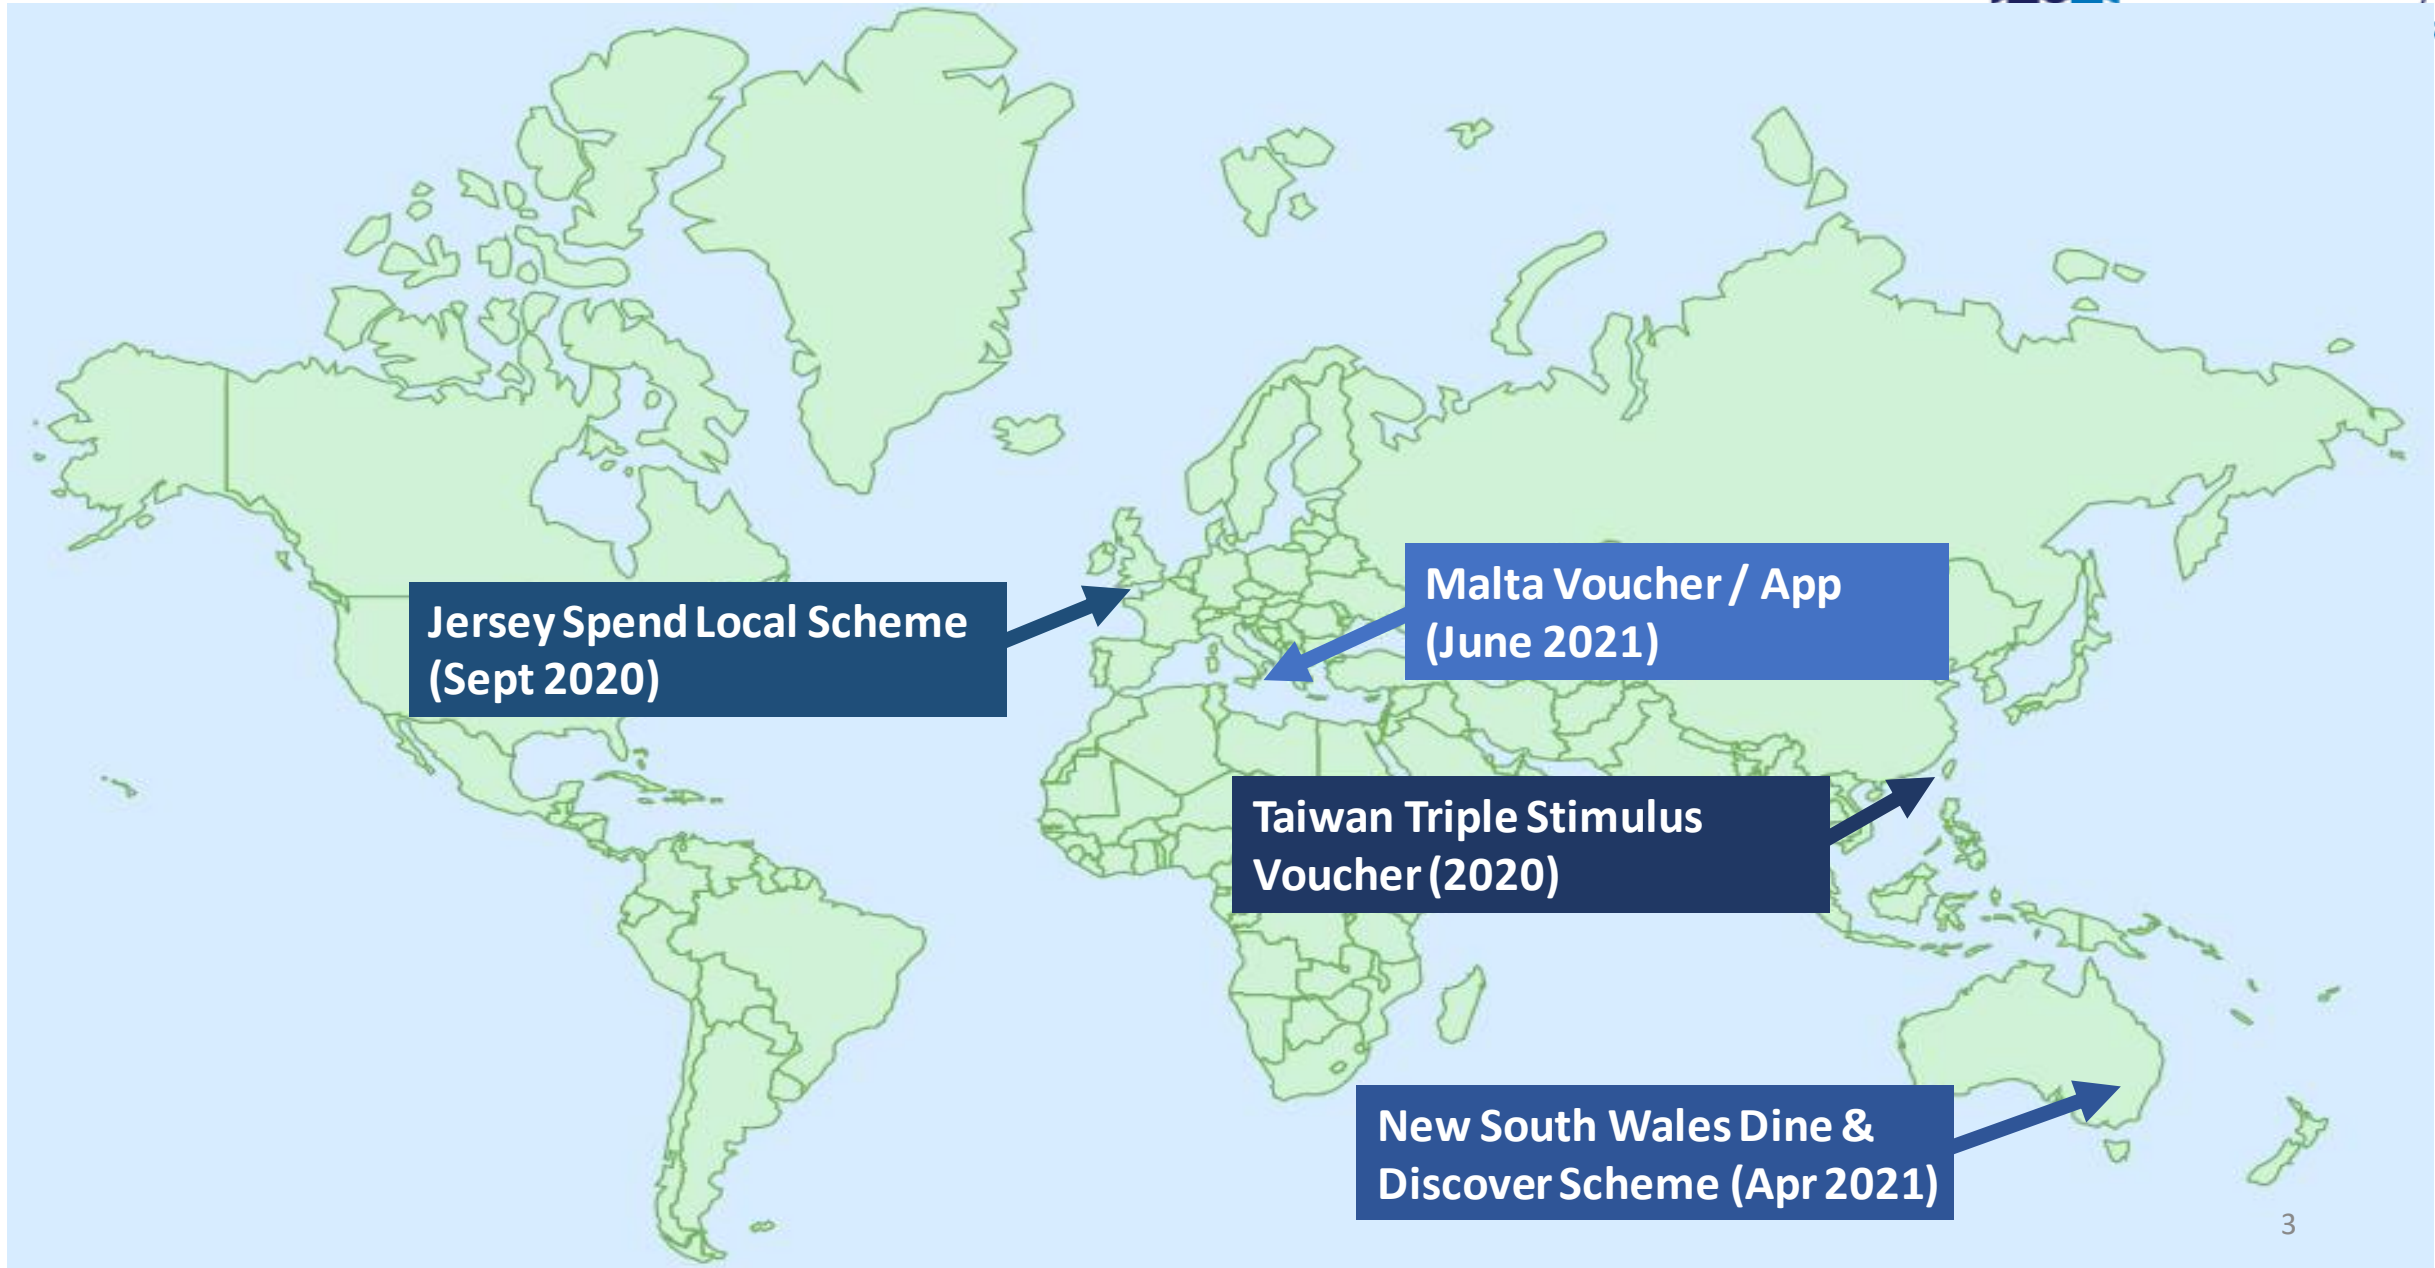 Jersey Spend Local Scheme
(Sept 2020)
Malta Voucher / App
(June 2021)
Taiwan Triple Stimulus
Voucher (2020)
New South Wales Dine &
Discover Scheme (Apr 2021)
3